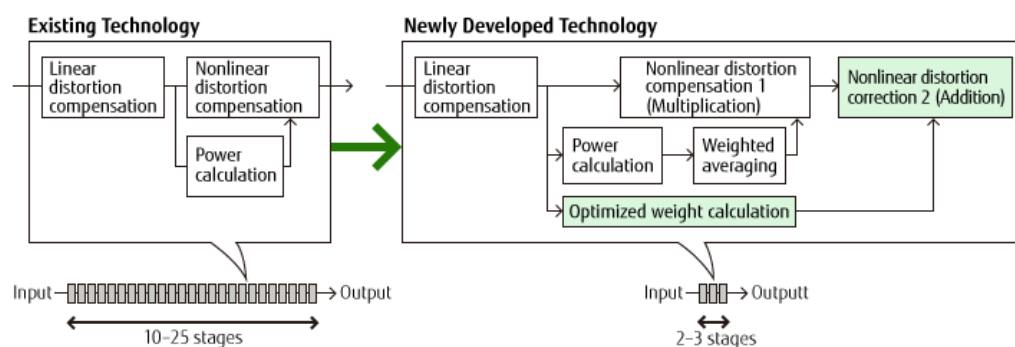 Existing Technology
Linear
distortion
compensation
Nonlinear
distortion
compensation
Power
calculation
Input
Output
10–25 stages
Newly Developed Technology
Linear
distortion
compensation
Nonlinear distortion
compensation 1
(Multiplication)
Nonlinear distortion
correction 2 (Addition)
Power
calculation
Weighted
averaging
Optimized weight calculation
Input
Outputt
2–3 stages